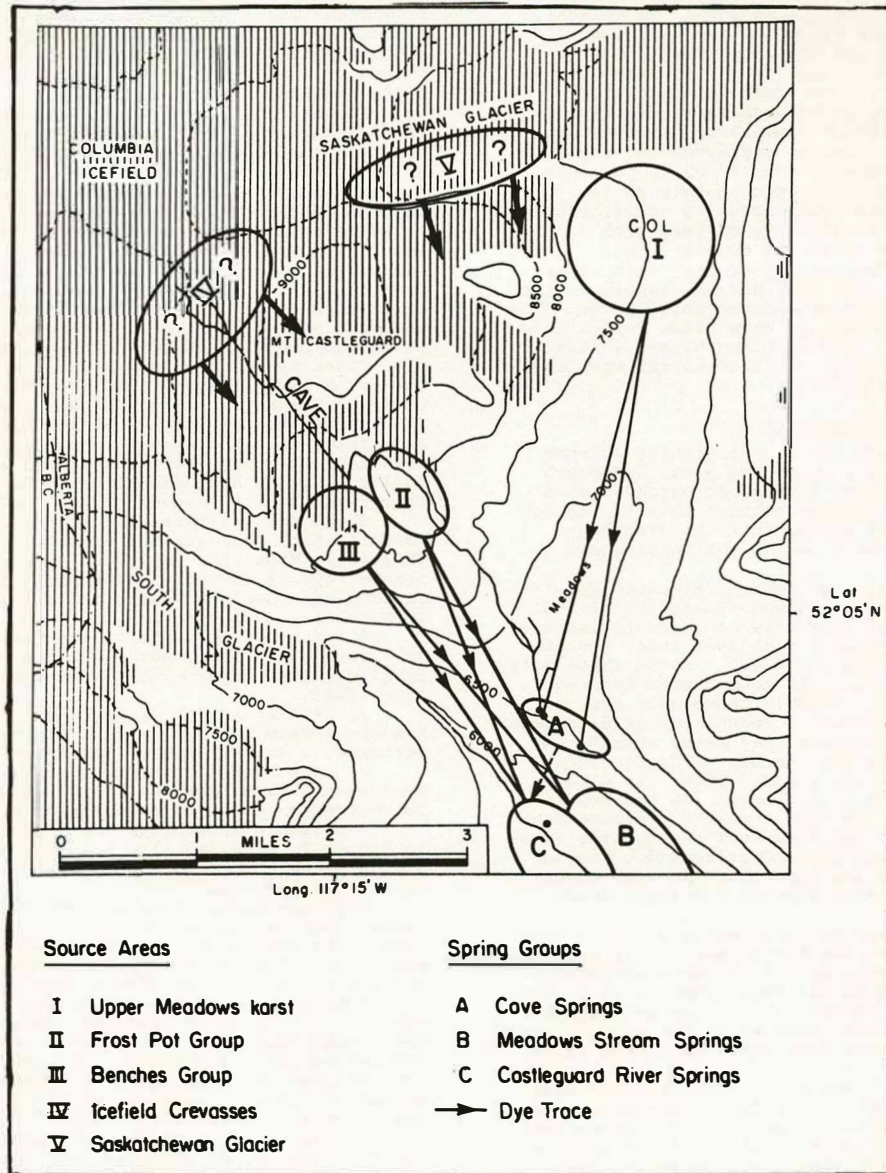 SASKATCHEWAN GLACIER
COLUMBIA
ICEFIELD
? V ?
COL
I
?
IV
?
9000
8500
8000
7500
MT CASTLEGUARD
CAVE
II
III
7000
Meadows
ALBERTA
B C
SOUTH
GLACIER
Lat
52°05'N
6500
6000
7000
7500
8000
A
B
C
0 1 2 3
MILES
Long. 117°15' W
Source Areas
I Upper Meadows karst
II Frost Pot Group
III Benches Group
IV Icefield Crevasses
V Saskatchewan Glacier
Spring Groups
A Cave Springs
B Meadows Stream Springs
C Castleguard River Springs
Dye Trace